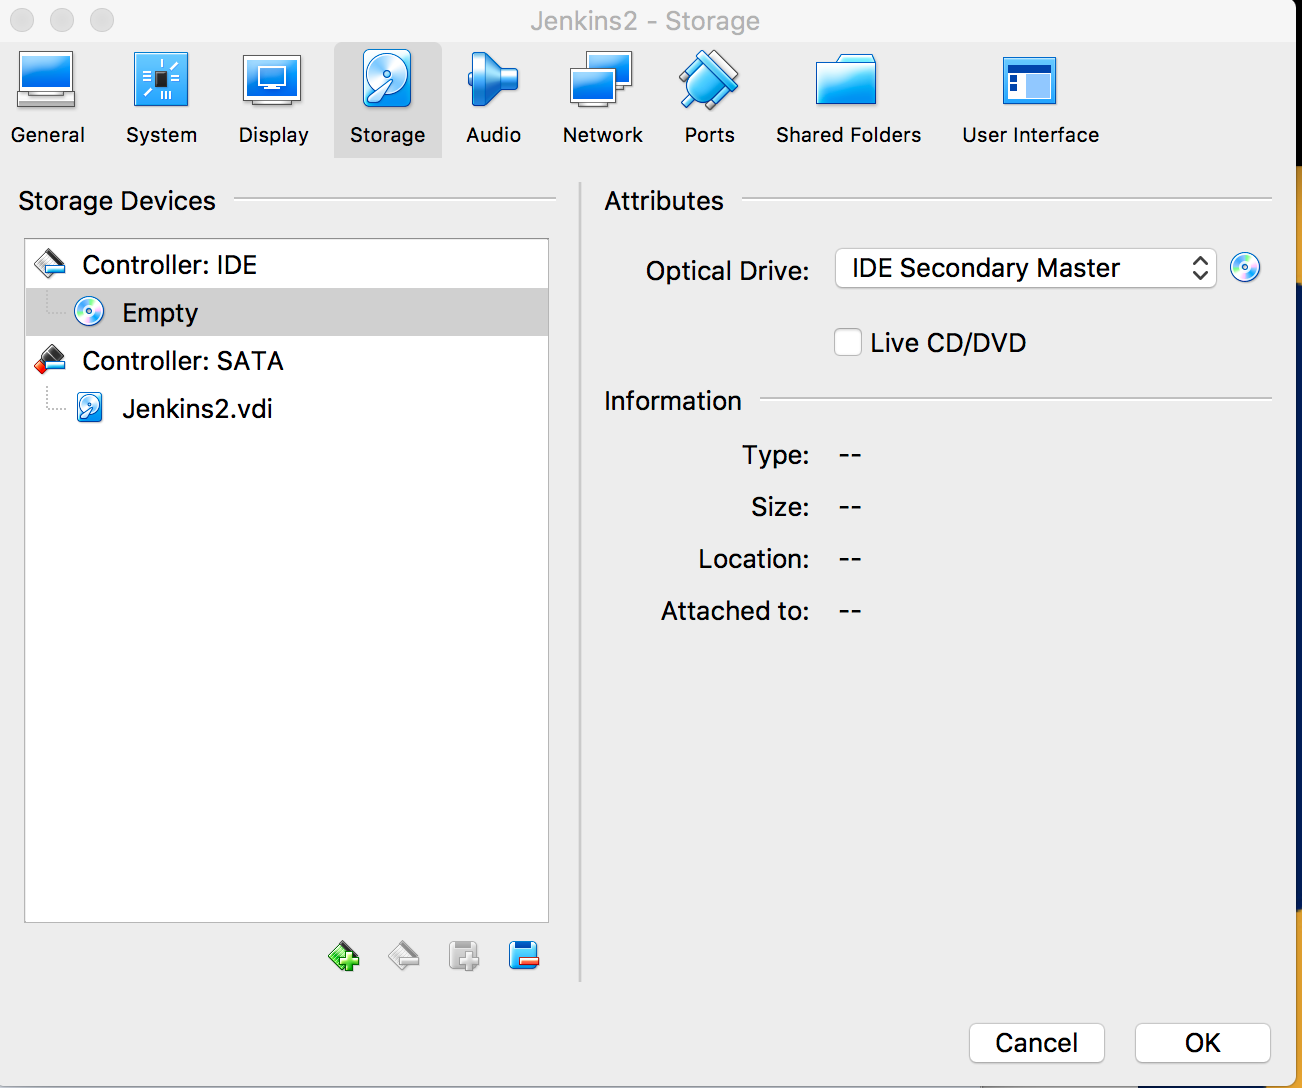 Jenkins2 - Storage
General System Display Storage Audio Network Ports Shared Folders User Interface
Storage Devices
Controller: IDE
Empty
Controller: SATA
Jenkins2.vdi
Attributes
Optical Drive: IDE Secondary Master
Live CD/DVD
Information
Type: --
Size: --
Location: --
Attached to: --
Cancel OK